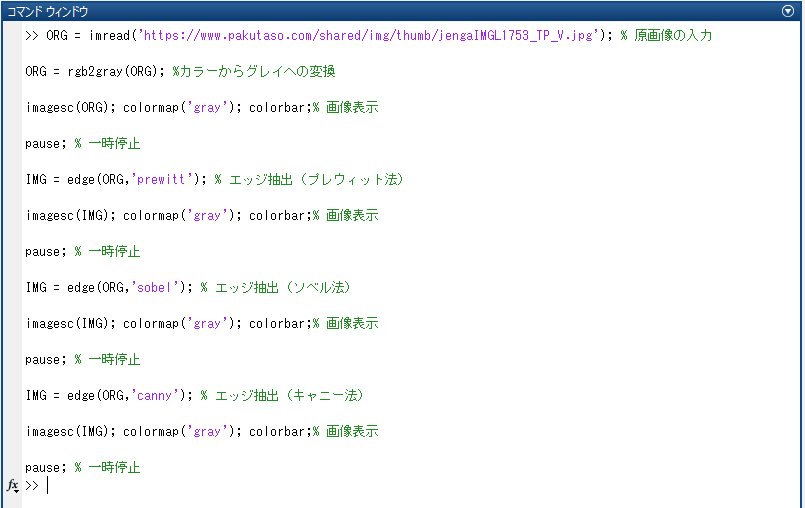 コマンド ウィンドウ
>> ORG = imread('https://www.pakutaso.com/shared/img/thumb/jengaIMGL1753_TP_V.jpg'); % 原画像の入力
ORG = rgb2gray(ORG); %カラーからグレイへの変換
imagesc(ORG); colormap('gray'); colorbar;% 画像表示
pause; % 一時停止
IMG = edge(ORG,'prewitt'); % エッジ抽出（プレウィット法）
imagesc(IMG); colormap('gray'); colorbar;% 画像表示
pause; % 一時停止
IMG = edge(ORG,'sobel'); % エッジ抽出（ソベル法）
imagesc(IMG); colormap('gray'); colorbar;% 画像表示
pause; % 一時停止
IMG = edge(ORG,'canny'); % エッジ抽出（キャニー法）
imagesc(IMG); colormap('gray'); colorbar;% 画像表示
pause; % 一時停止
fx >>